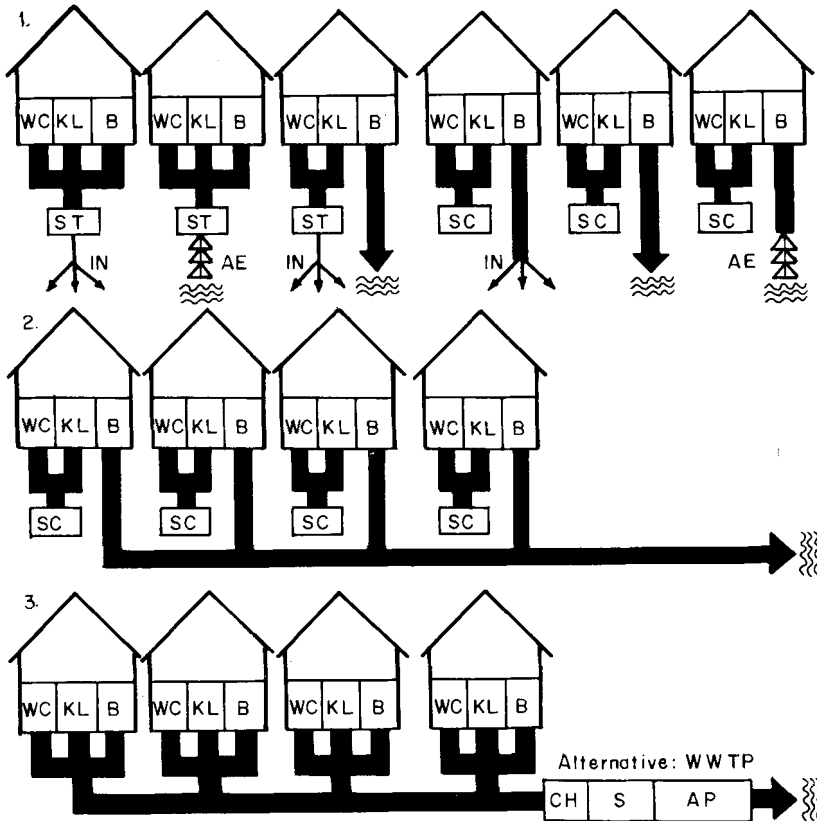 1.
WC KL B WC KL B WC KL B WC KL B WC KL B WC KL B
ST ST ST SC SC SC
IN AE IN IN AE
2.
WC KL B WC KL B WC KL B WC KL B
SC SC SC SC
3.
WC KL B WC KL B WC KL B WC KL B
Alternative: WWTP
CH S AP